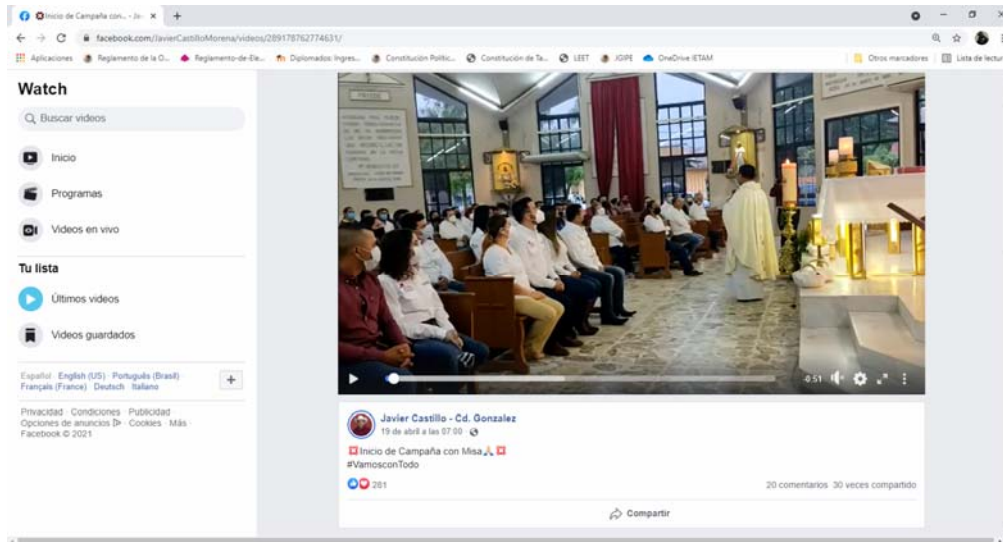 Inicio de Campaña con... - Ja
facebook.com/JavierCastilloMorena/videos/289178762774631/
Aplicaciones
Reglamento de la O...
Reglamento-de-Ele...
Diplomados: Ingres...
Constitución Polític...
Constitución de Ta...
LEET
JGIPE
OneDrive IETAM
Otros marcadores
Lista de lectur
Watch
Buscar videos
Inicio
Programas
Videos en vivo
Tu lista
Últimos videos
Videos guardados
Español · English (US) · Português (Brasil) ·
Français (France) · Deutsch · Italiano
Privacidad · Condiciones · Publicidad ·
Opciones de anuncios · Cookies · Más ·
Facebook © 2021
-0:51
Javier Castillo - Cd. Gonzalez
19 de abril a las 07:00 ·
Inicio de Campaña con Misa
#VamosconTodo
281
20 comentarios 30 veces compartido
Compartir